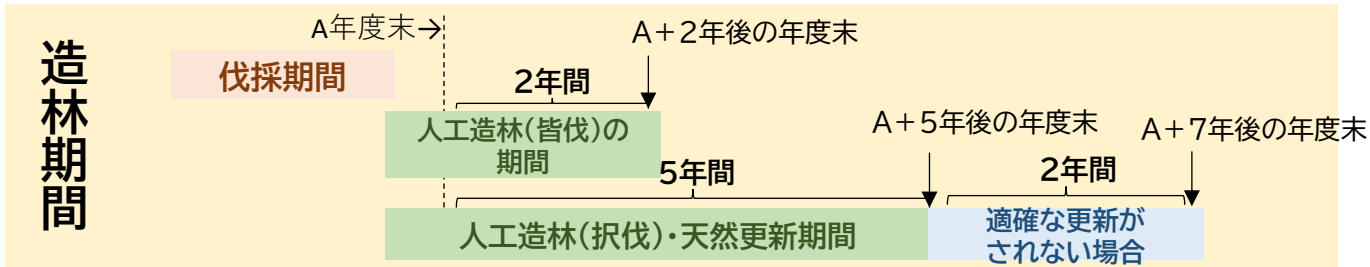 造林期間
A年度末→
A+2年後の年度末
伐採期間
2年間
人工造林(皆伐)の
期間
A+5年後の年度末
A+7年後の年度末
5年間
2年間
人工造林(択伐)・天然更新期間
適確な更新が
されない場合